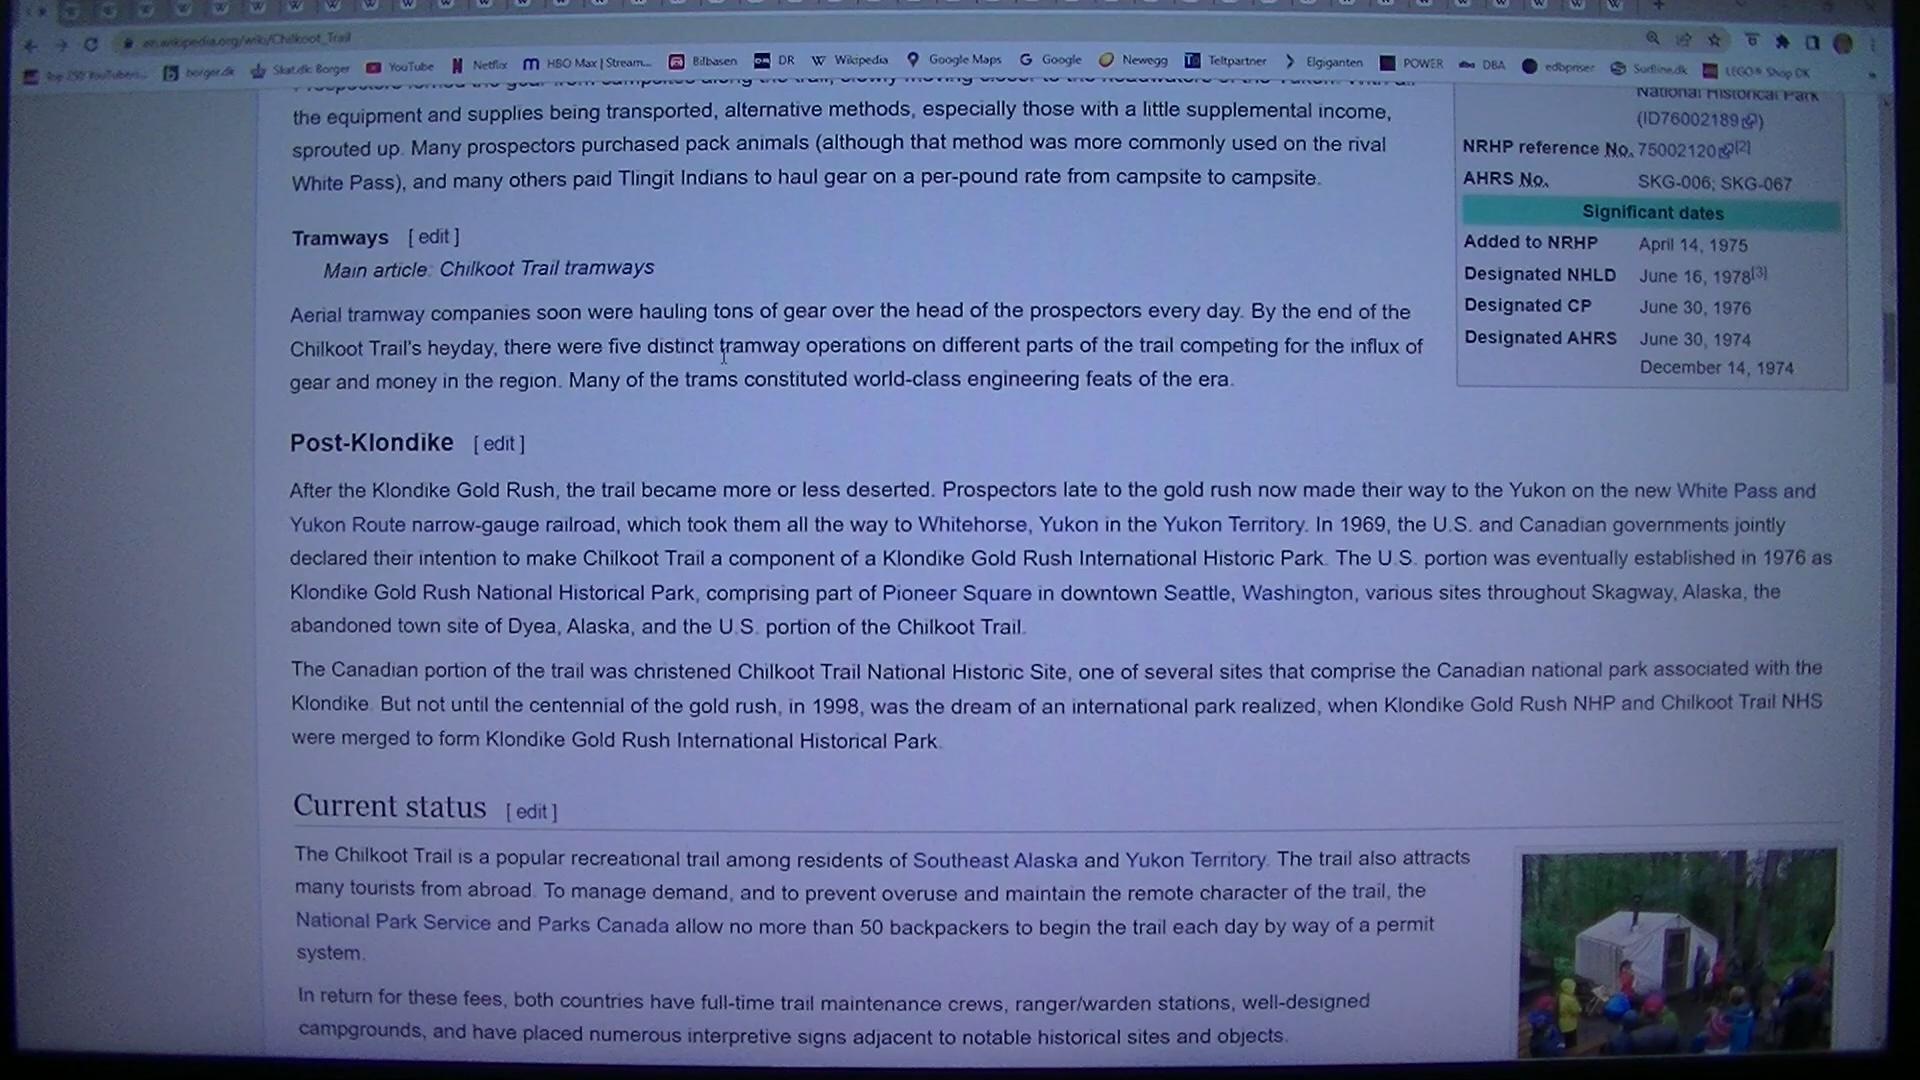 en.wikipedia.org/wiki/Chilkoot_Trail
Top 250 YouTubers... borger.dk Skat.dk: Borger YouTube Netflix HBO Max | Stream... Bilbasen DR Wikipedia Google Maps Google Newegg Teltpartner Elgiganten POWER DBA edbpriser Surfline.dk LEGO® Shop DK
the equipment and supplies being transported, alternative methods, especially those with a little supplemental income,
sprouted up. Many prospectors purchased pack animals (although that method was more commonly used on the rival
White Pass), and many others paid Tlingit Indians to haul gear on a per-pound rate from campsite to campsite.
Tramways [ edit ]
Main article: Chilkoot Trail tramways
Aerial tramway companies soon were hauling tons of gear over the head of the prospectors every day. By the end of the
Chilkoot Trail's heyday, there were five distinct tramway operations on different parts of the trail competing for the influx of
gear and money in the region. Many of the trams constituted world-class engineering feats of the era.
National Historical Park
(ID76002189)
NRHP reference No. 75002120[2]
AHRS No. SKG-006; SKG-067
Significant dates
Added to NRHP April 14, 1975
Designated NHLD June 16, 1978[3]
Designated CP June 30, 1976
Designated AHRS June 30, 1974
December 14, 1974
Post-Klondike [ edit ]
After the Klondike Gold Rush, the trail became more or less deserted. Prospectors late to the gold rush now made their way to the Yukon on the new White Pass and
Yukon Route narrow-gauge railroad, which took them all the way to Whitehorse, Yukon in the Yukon Territory. In 1969, the U.S. and Canadian governments jointly
declared their intention to make Chilkoot Trail a component of a Klondike Gold Rush International Historic Park. The U.S. portion was eventually established in 1976 as
Klondike Gold Rush National Historical Park, comprising part of Pioneer Square in downtown Seattle, Washington, various sites throughout Skagway, Alaska, the
abandoned town site of Dyea, Alaska, and the U.S. portion of the Chilkoot Trail.
The Canadian portion of the trail was christened Chilkoot Trail National Historic Site, one of several sites that comprise the Canadian national park associated with the
Klondike. But not until the centennial of the gold rush, in 1998, was the dream of an international park realized, when Klondike Gold Rush NHP and Chilkoot Trail NHS
were merged to form Klondike Gold Rush International Historical Park.
Current status [ edit ]
The Chilkoot Trail is a popular recreational trail among residents of Southeast Alaska and Yukon Territory. The trail also attracts
many tourists from abroad. To manage demand, and to prevent overuse and maintain the remote character of the trail, the
National Park Service and Parks Canada allow no more than 50 backpackers to begin the trail each day by way of a permit
system.
In return for these fees, both countries have full-time trail maintenance crews, ranger/warden stations, well-designed
campgrounds, and have placed numerous interpretive signs adjacent to notable historical sites and objects.